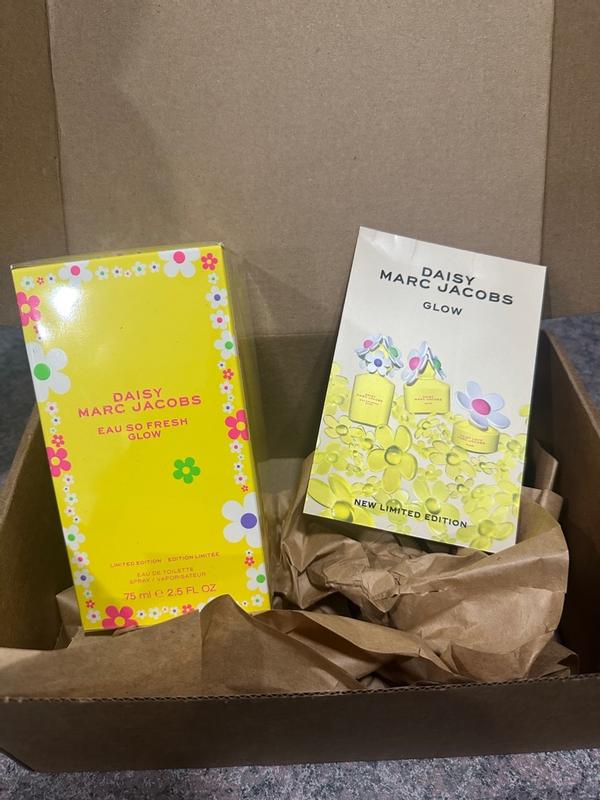 DAISY
MARC JACOBS
EAU SO FRESH
GLOW
LIMITED EDITION · EDITION LIMITÉE
EAU DE TOILETTE
SPRAY / VAPORISATEUR
75 ml ℮ 2.5 FL OZ
DAISY
MARC JACOBS
GLOW
NEW LIMITED EDITION